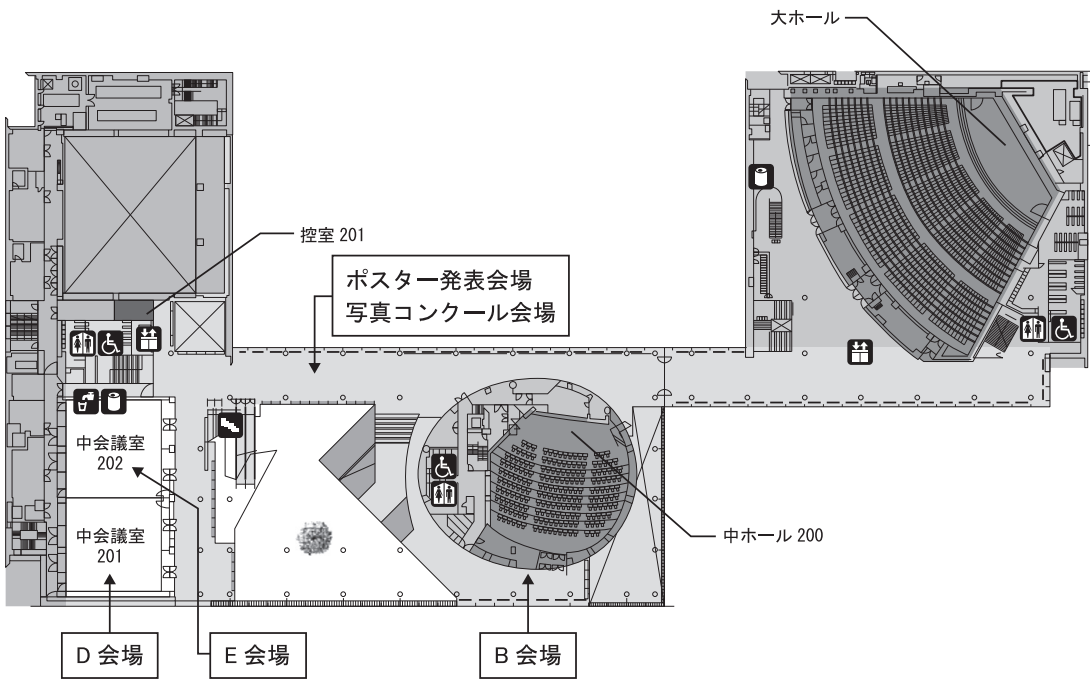 大ホール
控室 201
ポスター発表会場
写真コンクール会場
中会議室
202
中会議室
201
中ホール 200
D 会場
E 会場
B 会場